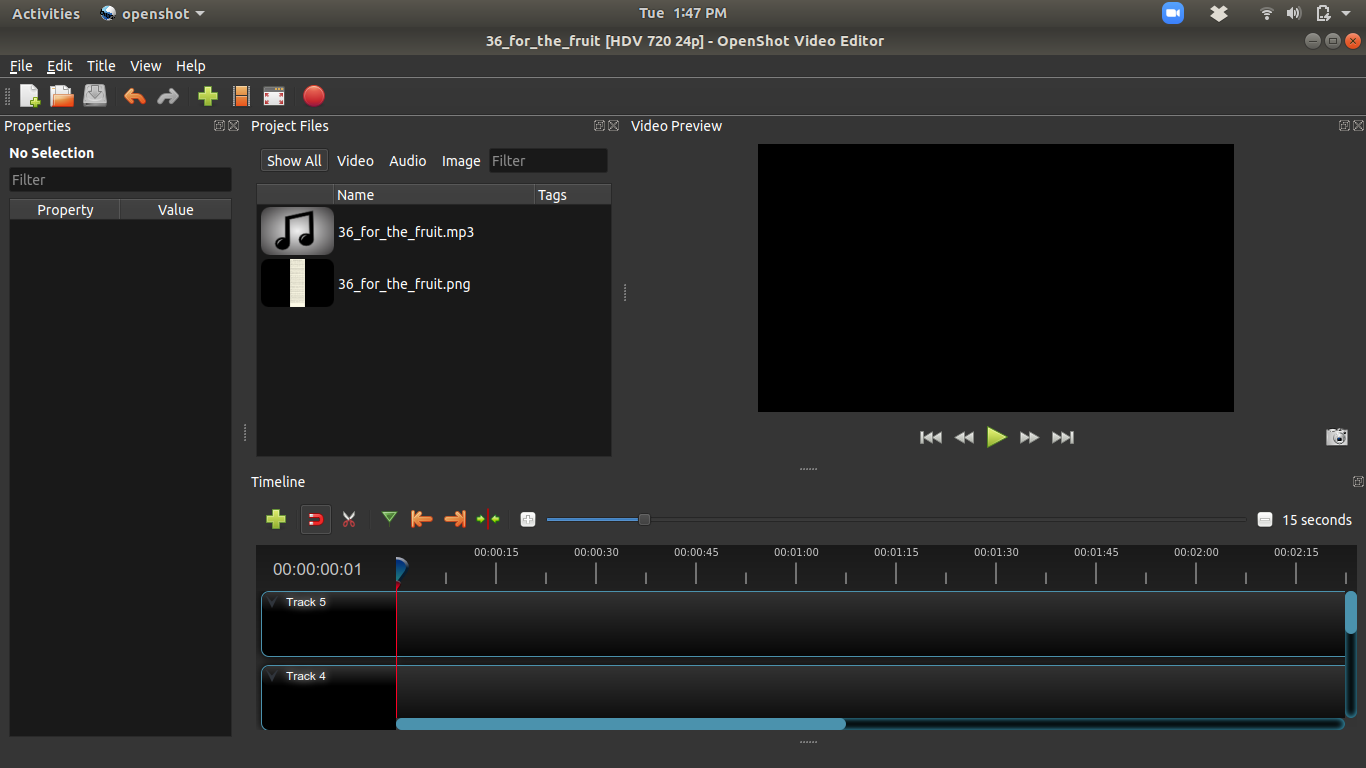 Activities openshot Tue 1:47 PM
36_for_the_fruit [HDV 720 24p] - OpenShot Video Editor
File Edit Title View Help
Properties
No Selection
Filter
Property Value
Project Files
Show All Video Audio Image Filter
Name Tags
36_for_the_fruit.mp3
36_for_the_fruit.png
Video Preview
Timeline
15 seconds
00:00:00:01
00:00:15 00:00:30 00:00:45 00:01:00 00:01:15 00:01:30 00:01:45 00:02:00 00:02:15
Track 5
Track 4